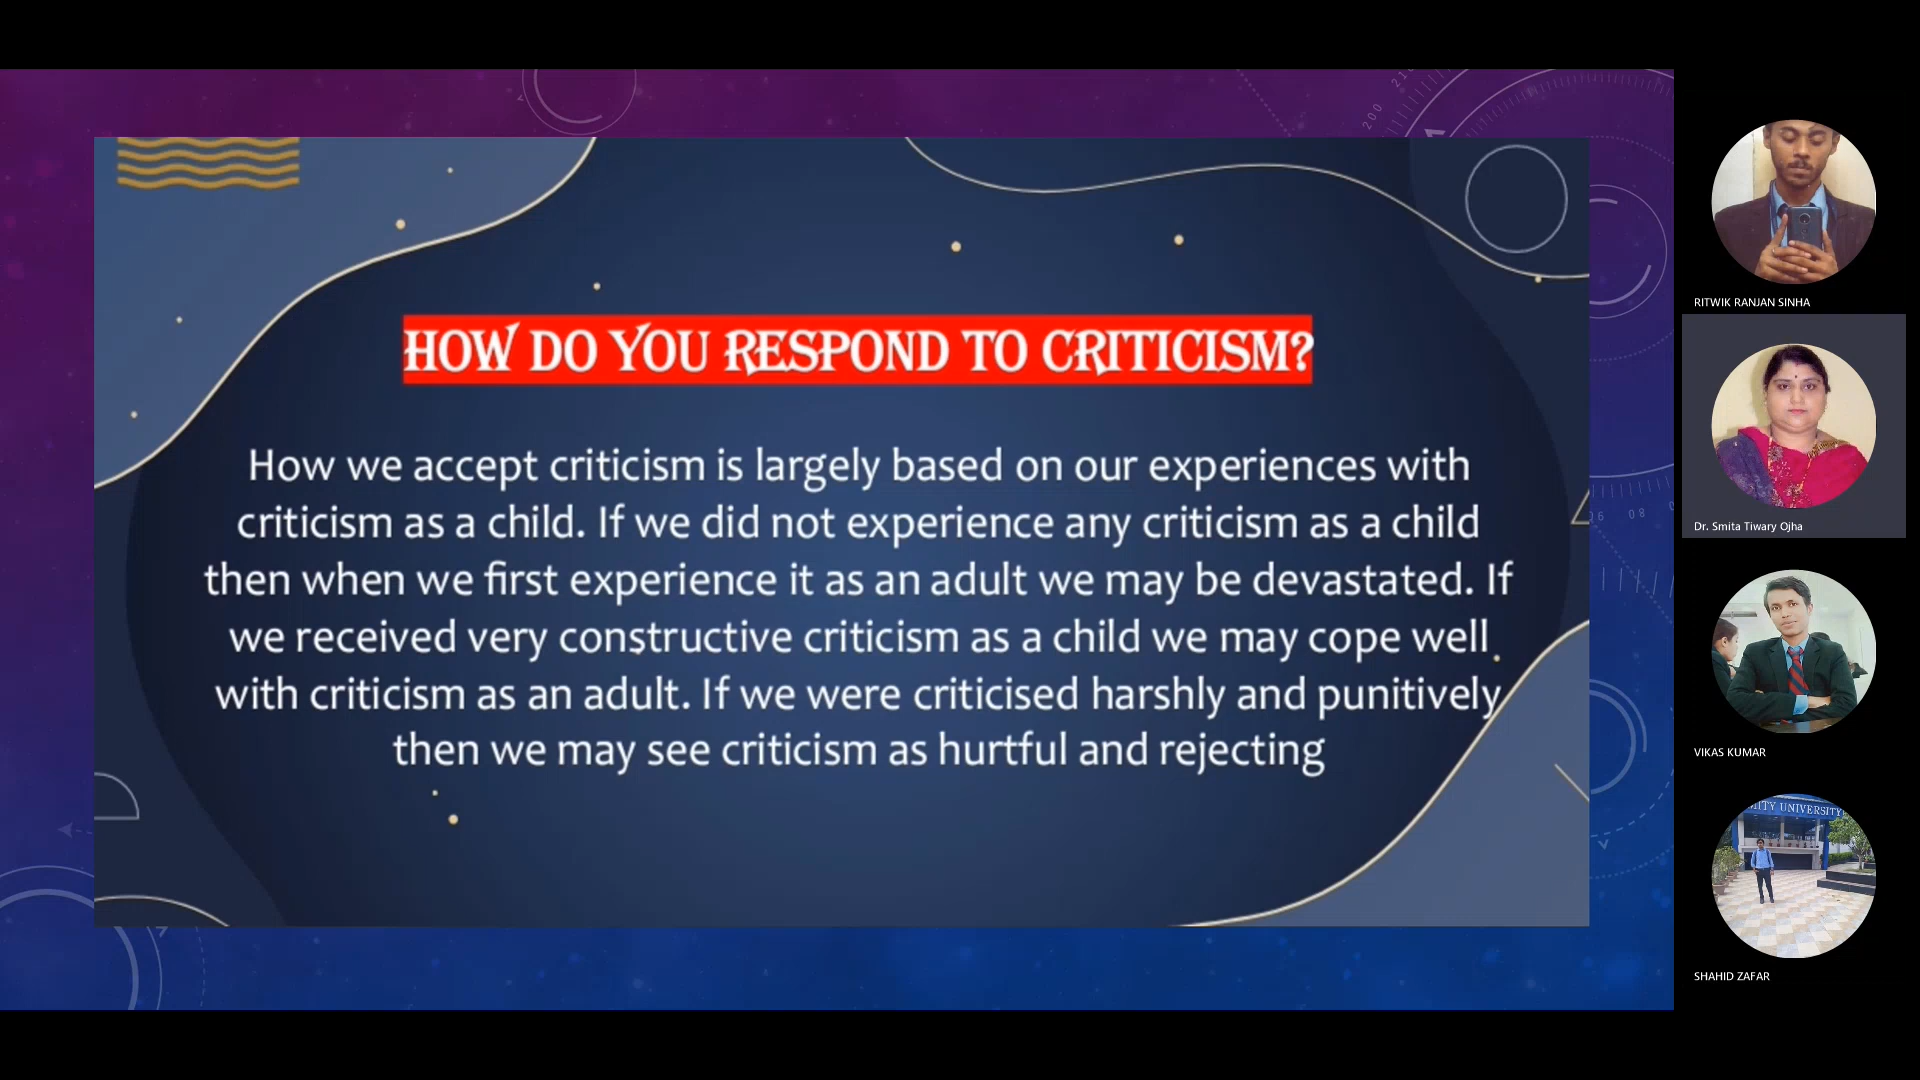 HOW DO YOU RESPOND TO CRITICISM?
How we accept criticism is largely based on our experiences with
criticism as a child. If we did not experience any criticism as a child
then when we first experience it as an adult we may be devastated. If
we received very constructive criticism as a child we may cope well
with criticism as an adult. If we were criticised harshly and punitively
then we may see criticism as hurtful and rejecting
200
210
80
RITWIK RANJAN SINHA
Dr. Smita Tiwary Ojha
VIKAS KUMAR
UNIVERSITY
SHAHID ZAFAR